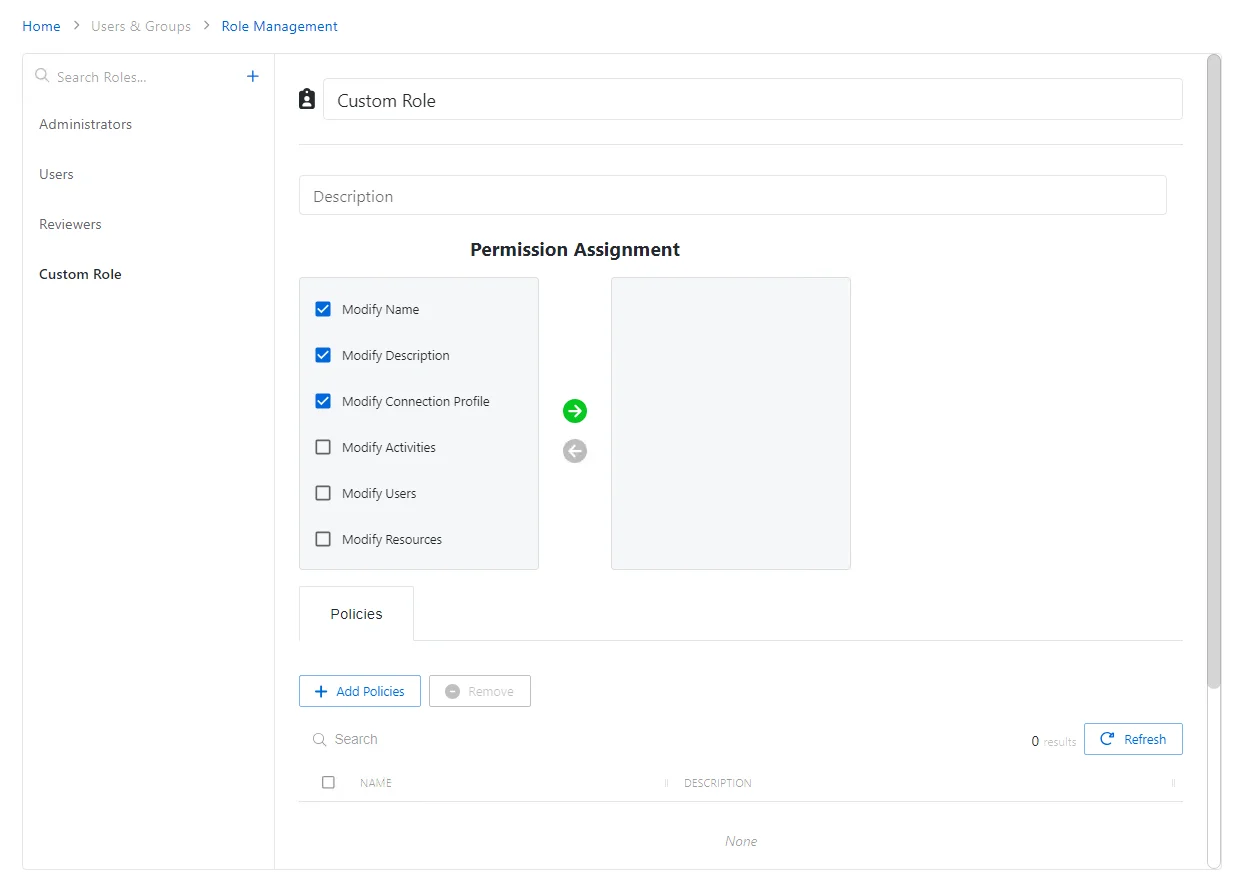 Home > Users & Groups > Role Management
Search Roles...
Administrators
Users
Reviewers
Custom Role
Custom Role
Description
Permission Assignment
Modify Name
Modify Description
Modify Connection Profile
Modify Activities
Modify Users
Modify Resources
Policies
Add Policies Remove
Search 0 results Refresh
NAME DESCRIPTION
None